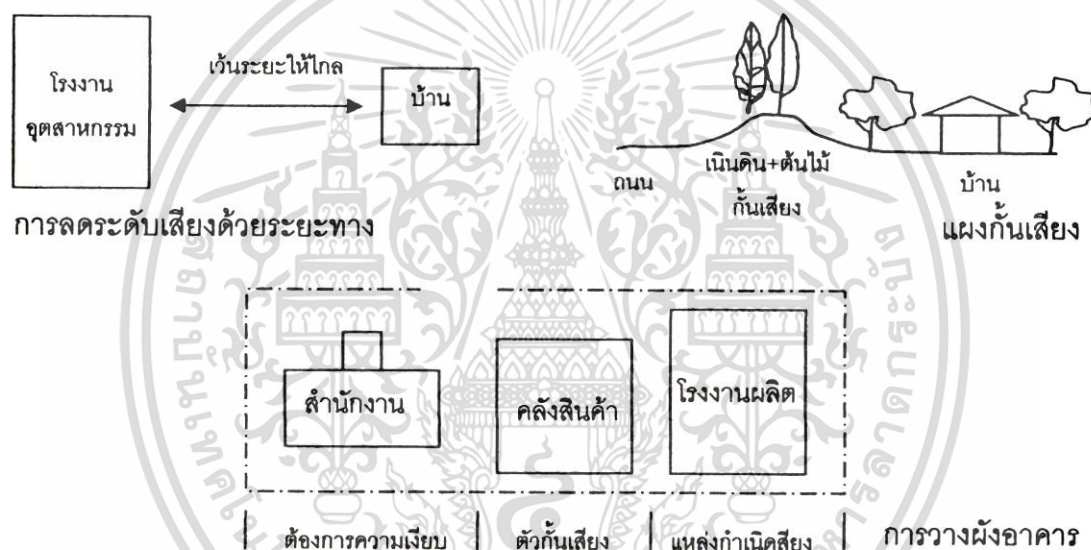 โรงงาน
อุตสาหกรรม
เว้นระยะให้ไกล
บ้าน
การลดระดับเสียงด้วยระยะทาง
ถนน
เนินดิน+ต้นไม้
กั้นเสียง
บ้าน
แผงกั้นเสียง
สำนักงาน
คลังสินค้า
โรงงานผลิต
ต้องการความเงียบ
ตัวกั้นเสียง
แหล่งกำเนิดสียง
การวางผังอาคาร